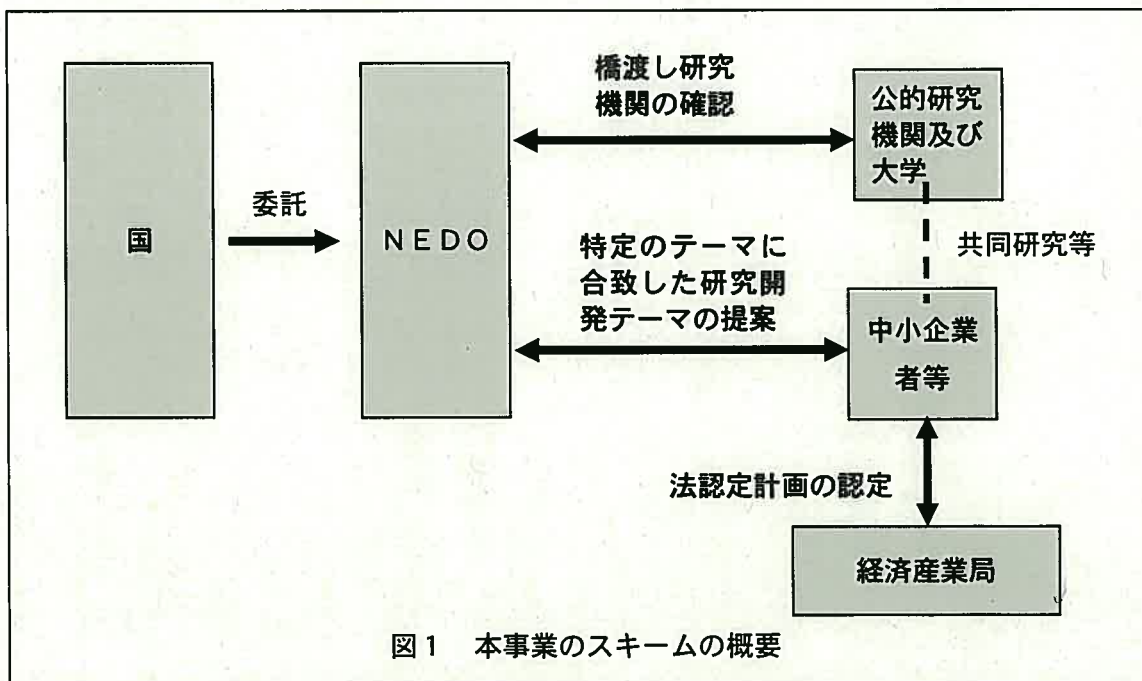 橋渡し研究
機関の確認
公的研究
機関及び
大学
国
委託
NEDO
特定のテーマに
合致した研究開
発テーマの提案
共同研究等
中小企業
者等
法認定計画の認定
経済産業局
図1 本事業のスキームの概要